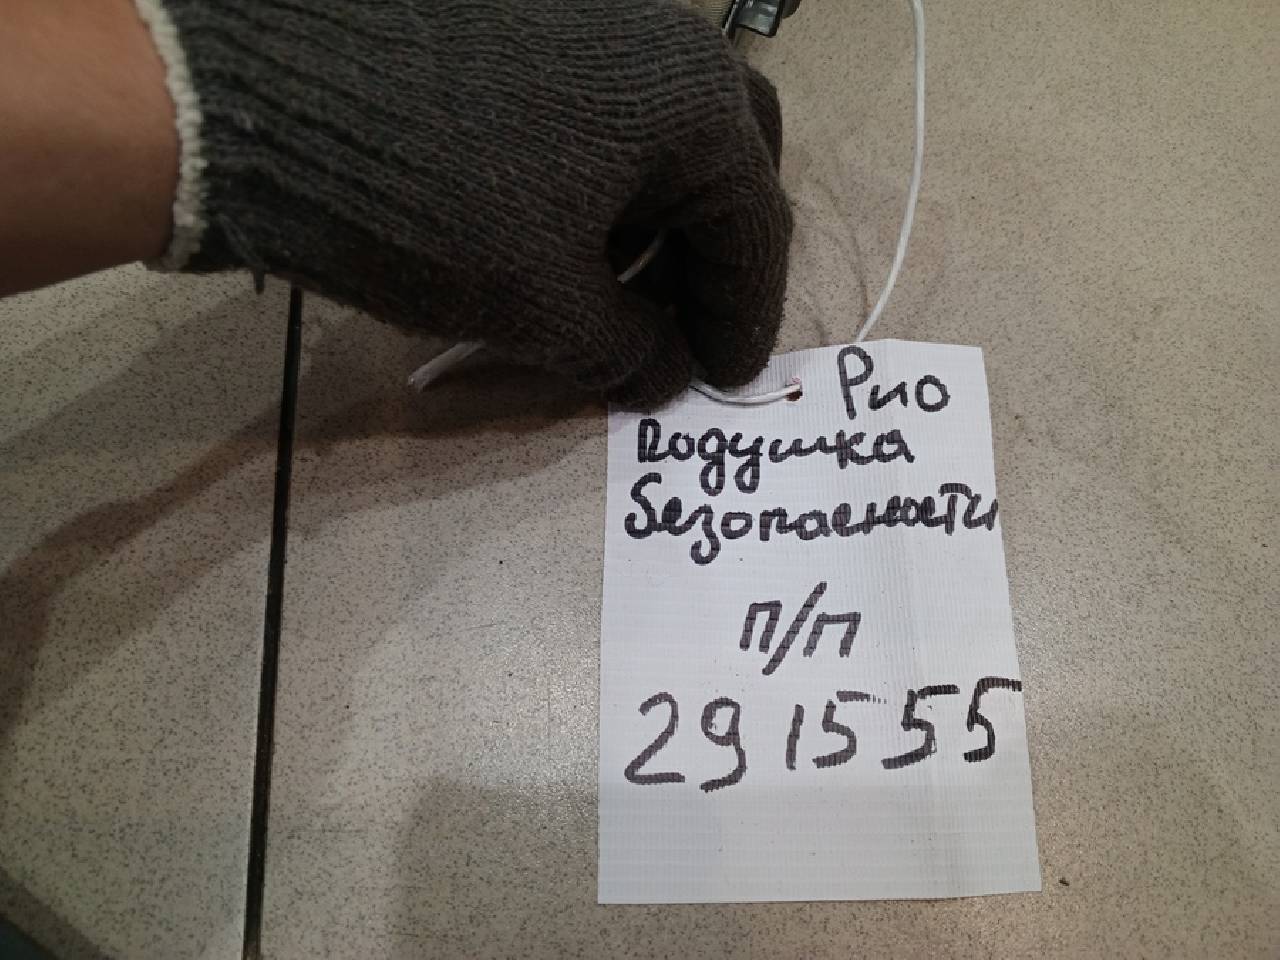 Рио
Подушка
безопасности
п/п
291555